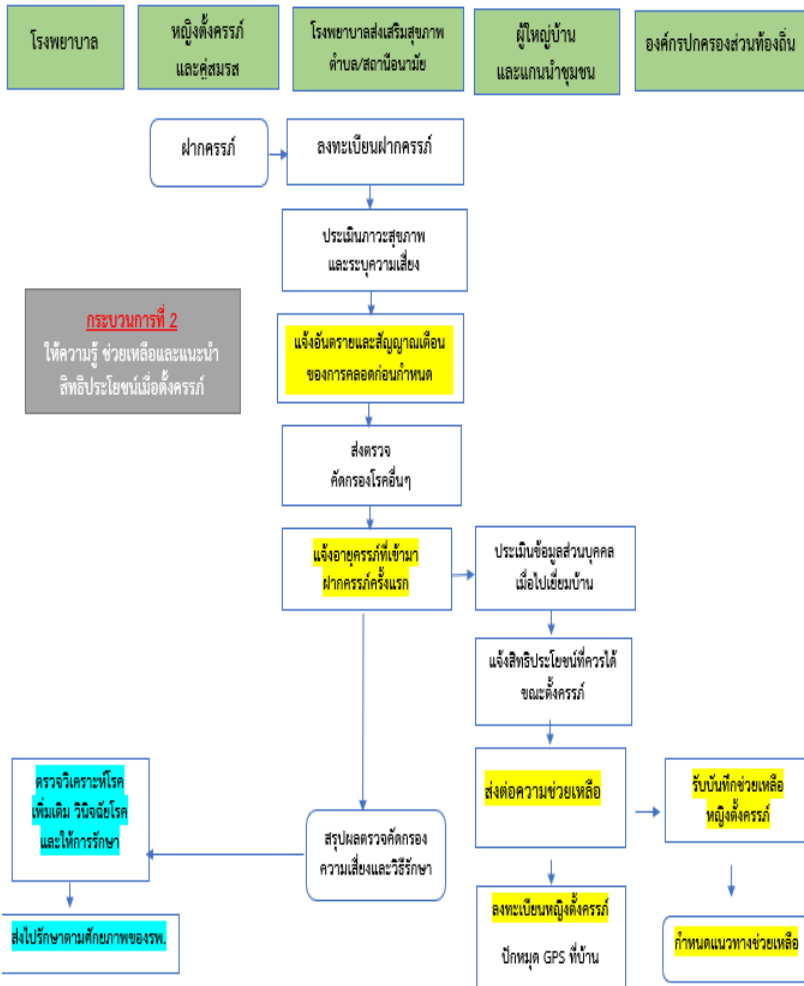 โรงพยาบาล
หญิงตั้งครรภ์
และคู่สมรส
โรงพยาบาลส่งเสริมสุขภาพ
ตำบล/สถานีอนามัย
ผู้ใหญ่บ้าน
และแกนนำชุมชน
องค์กรปกครองส่วนท้องถิ่น
ฝากครรภ์
ลงทะเบียนฝากครรภ์
ประเมินภาวะสุขภาพ
และระบุความเสี่ยง
กระบวนการที่ 2
ให้ความรู้ ช่วยเหลือและแนะนำ
สิทธิประโยชน์เมื่อตั้งครรภ์
แจ้งอันตรายและสัญญาณเตือน
ของการคลอดก่อนกำหนด
ส่งตรวจ
คัดกรองโรคอื่นๆ
แจ้งอายุครรภ์ที่เข้ามา
ฝากครรภ์ครั้งแรก
ประเมินข้อมูลส่วนบุคคล
เมื่อไปเยี่ยมบ้าน
แจ้งสิทธิประโยชน์ที่ควรได้
ขณะตั้งครรภ์
ตรวจวิเคราะห์โรค
เพิ่มเติม วินิจฉัยโรค
และให้การรักษา
ส่งต่อความช่วยเหลือ
รับบันทึกช่วยเหลือ
หญิงตั้งครรภ์
สรุปผลตรวจคัดกรอง
ความเสี่ยงและวิธีรักษา
ส่งไปรักษาตามศักยภาพของรพ.
ลงทะเบียนหญิงตั้งครรภ์
ปักหมุด GPS ที่บ้าน
กำหนดแนวทางช่วยเหลือ